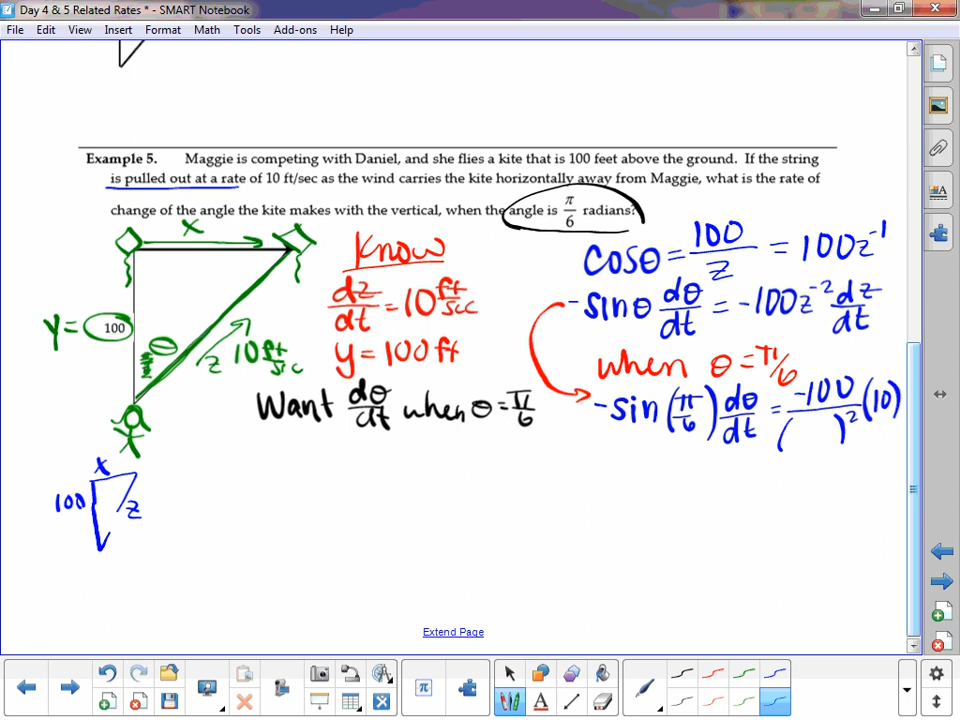 Day 4 & 5 Related Rates * - SMART Notebook
File Edit View Insert Format Math Tools Add-ons Help
Example 5. Maggie is competing with Daniel, and she flies a kite that is 100 feet above the ground. If the string
is pulled out at a rate of 10 ft/sec as the wind carries the kite horizontally away from Maggie, what is the rate of
change of the angle the kite makes with the vertical, when the angle is π/6 radians?
x
y = 100
θ
z 10 ft/sec
Know
dz/dt = 10 ft/sec
y = 100 ft
Want dθ/dt when θ = π/6
cosθ = 100/z = 100z⁻¹
-sinθ dθ/dt = -100z⁻² dz/dt
when θ = π/6
-sin(π/6) dθ/dt = -100/( )² (10)
x
100 z
Extend Page
π
A